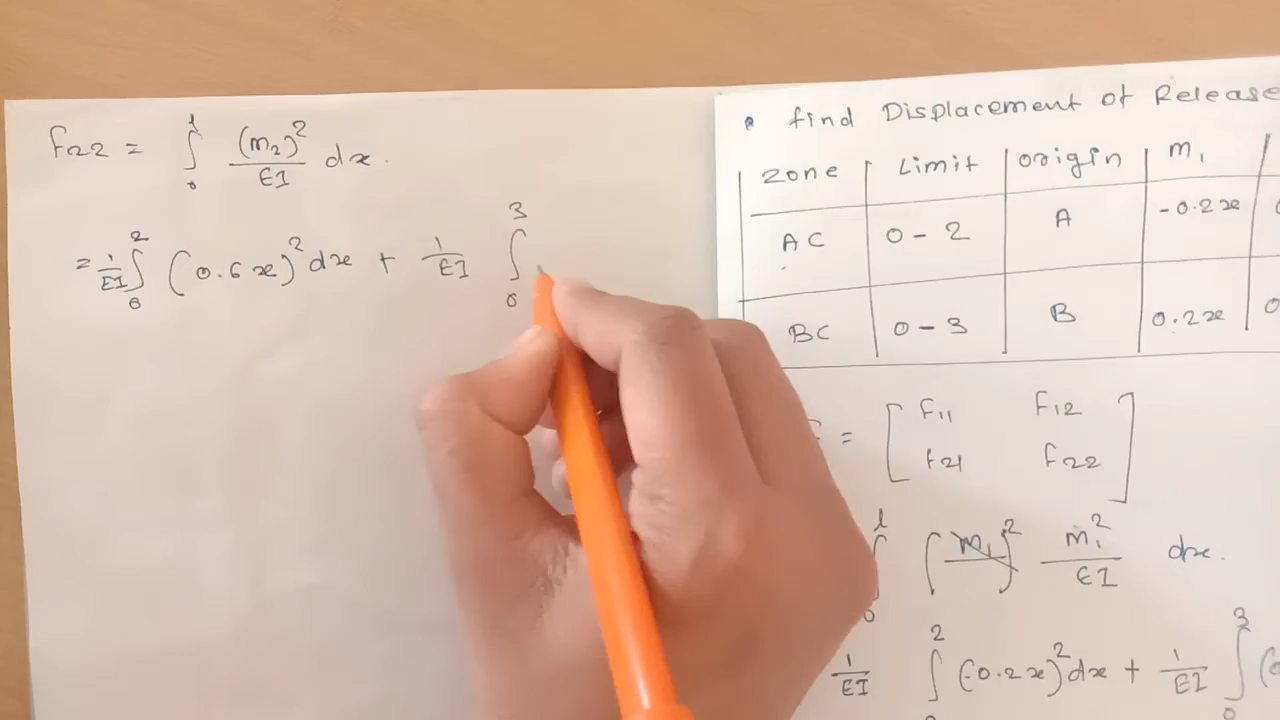 F22 = ∫₀ˡ (m₂)²/EI dx.
= 1/EI ∫₀² (0.6x)² dx + 1/EI ∫₀³
• find Displacement of Release
Zone Limit origin m₁
AC 0 - 2 A -0.2x
BC 0 - 3 B 0.2x 0
= [ F11 F12
F21 F22 ]
∫₀ˡ m₁²/EI dx.
1/EI ∫ (-0.2x)² dx + 1/EI ∫₀³ (